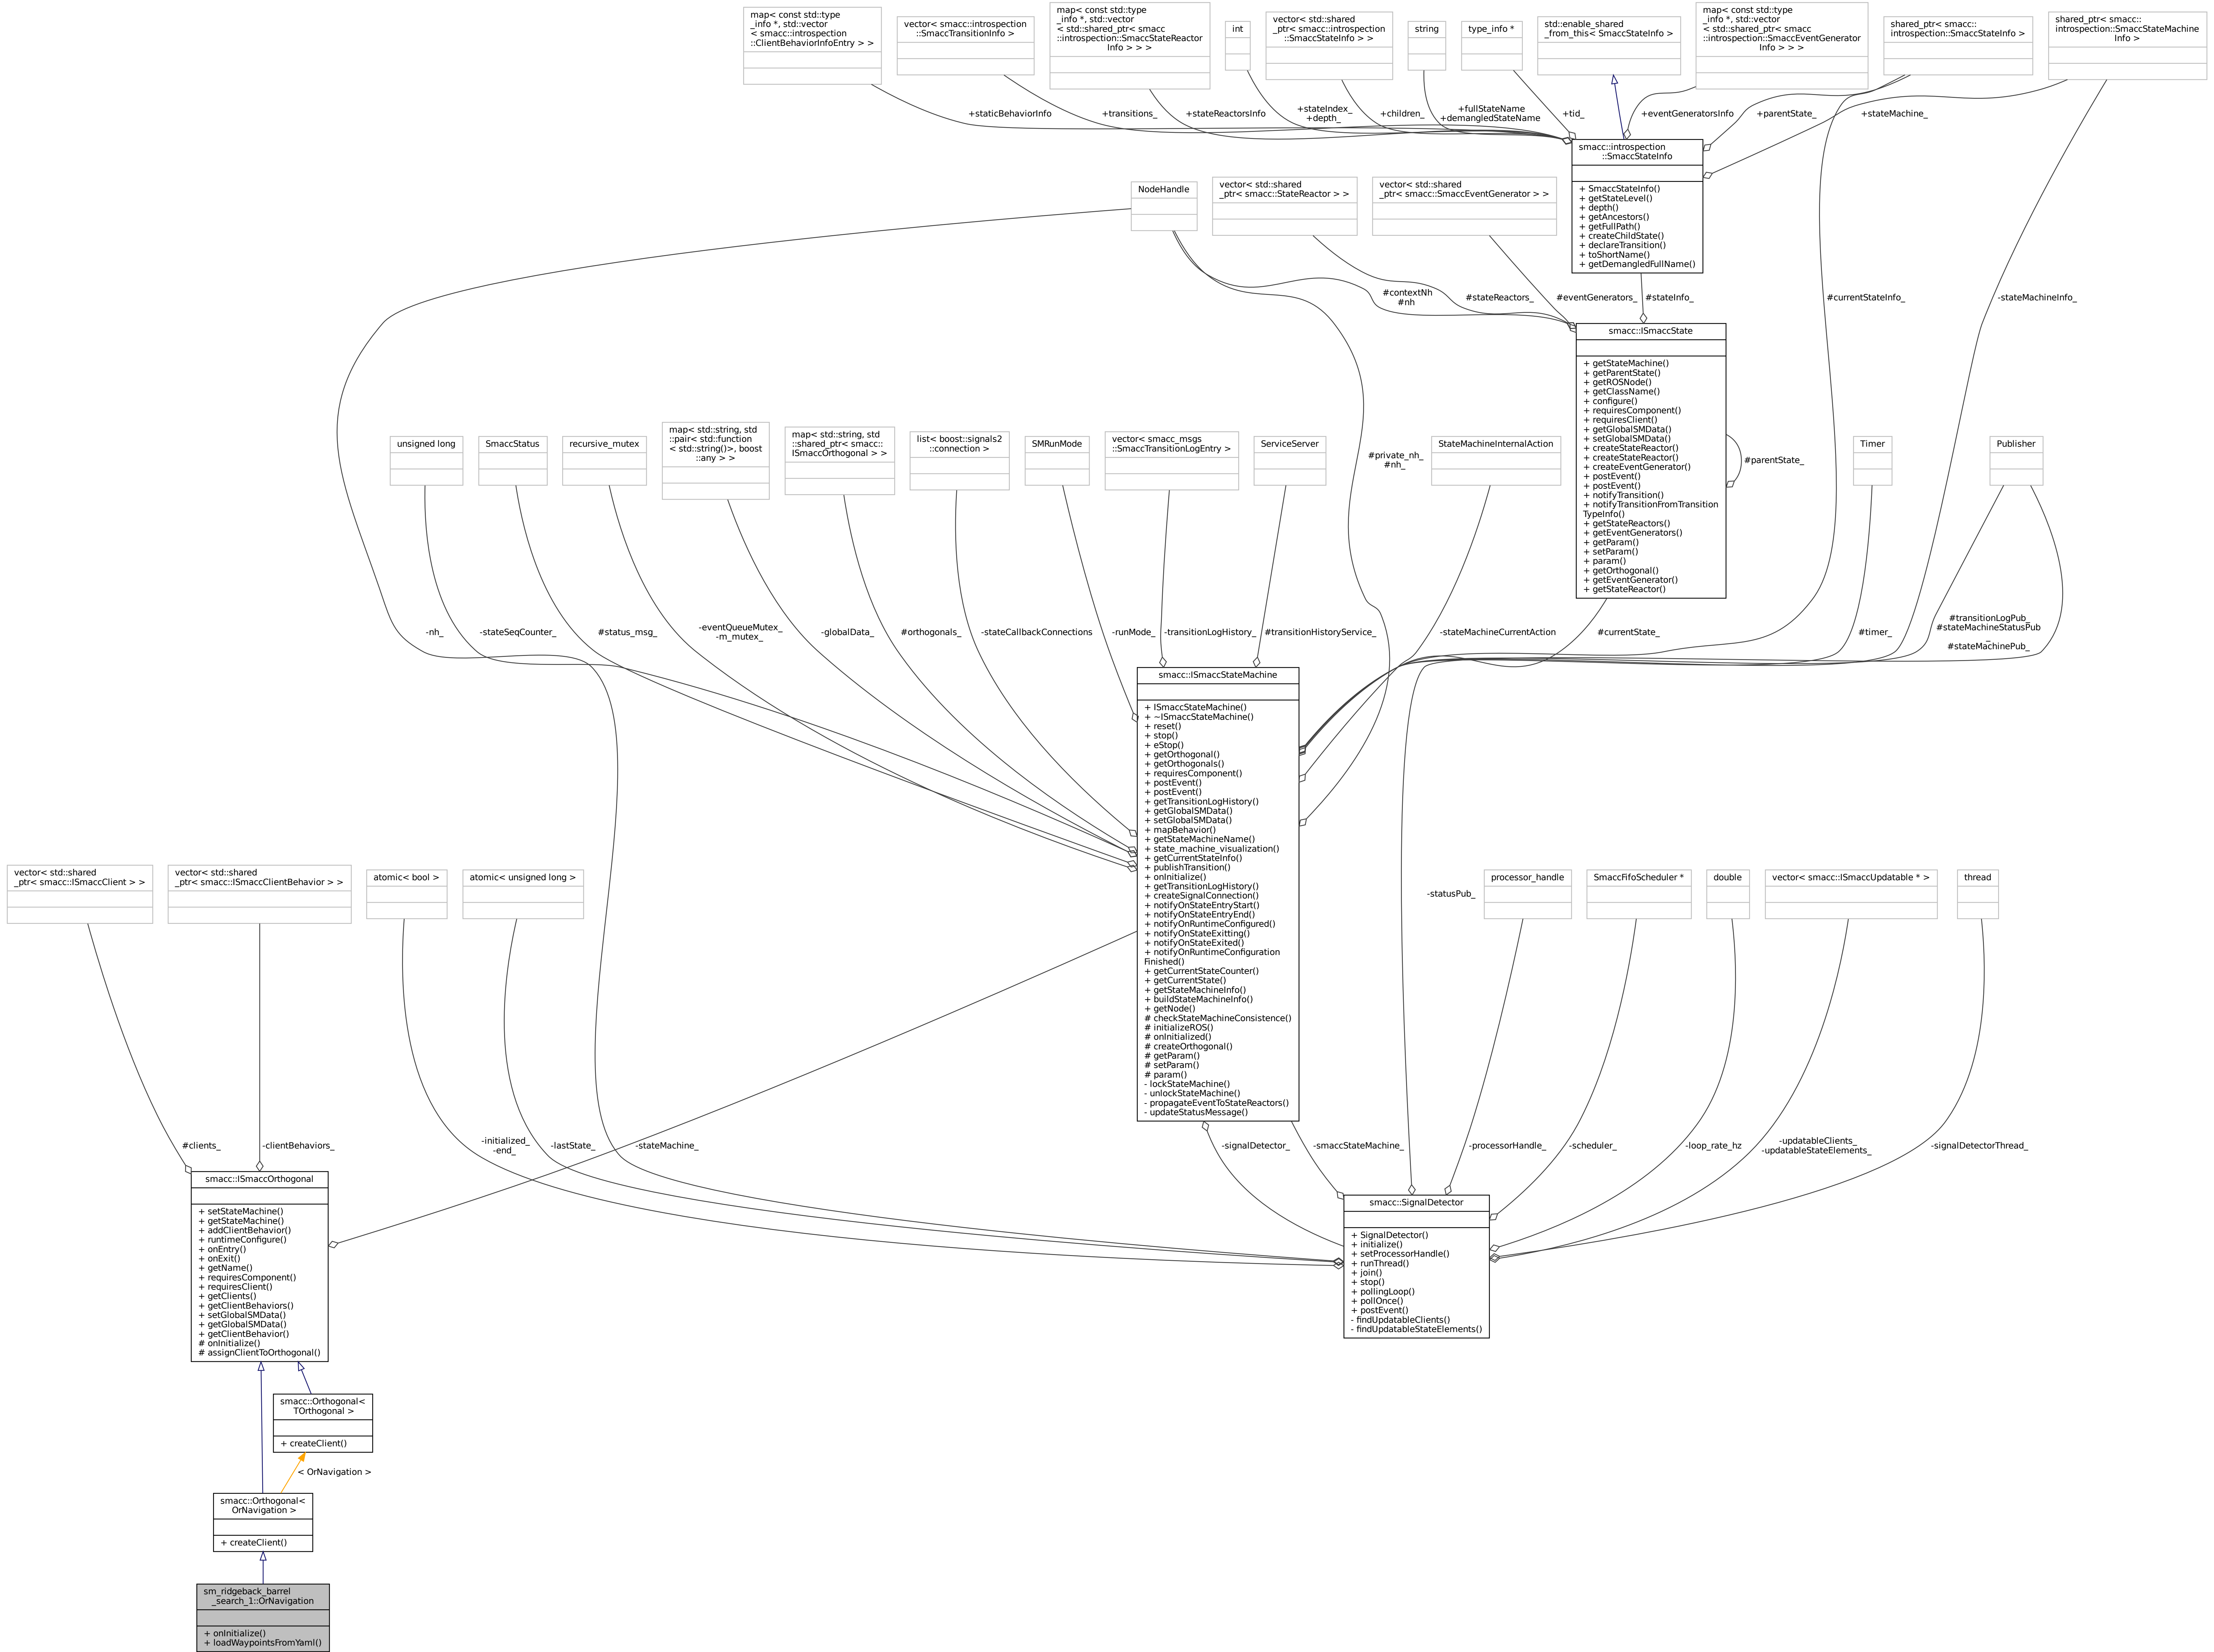 map< const std::type
_info *, std::vector
< smacc::introspection
::ClientBehaviorInfoEntry > >
vector< smacc::introspection
::SmaccTransitionInfo >
map< const std::type
_info *, std::vector
< std::shared_ptr< smacc
::introspection::SmaccStateReactor
Info > > >
int
vector< std::shared
_ptr< smacc::introspection
::SmaccStateInfo > >
string
type_info *
std::enable_shared
_from_this< SmaccStateInfo >
map< const std::type
_info *, std::vector
< std::shared_ptr< smacc
::introspection::SmaccEventGenerator
Info > > >
shared_ptr< smacc::
introspection::SmaccStateInfo >
shared_ptr< smacc::
introspection::SmaccStateMachine
Info >
+staticBehaviorInfo
+transitions_
+stateReactorsInfo
+stateIndex_
+depth_
+children_
+fullStateName
+demangledStateName
+tid_
+eventGeneratorsInfo
+parentState_
+stateMachine_
smacc::introspection
::SmaccStateInfo
+ SmaccStateInfo()
+ getStateLevel()
+ depth()
+ getAncestors()
+ getFullPath()
+ createChildState()
+ declareTransition()
+ toShortName()
+ getDemangledFullName()
NodeHandle
vector< std::shared
_ptr< smacc::StateReactor > >
vector< std::shared
_ptr< smacc::SmaccEventGenerator > >
#contextNh
#nh
#stateReactors_
#eventGenerators_
#stateInfo_
#currentStateInfo_
-stateMachineInfo_
smacc::ISmaccState
+ getStateMachine()
+ getParentState()
+ getROSNode()
+ getClassName()
+ configure()
+ requiresComponent()
+ requiresClient()
+ getGlobalSMData()
+ setGlobalSMData()
+ createStateReactor()
+ createStateReactor()
+ createEventGenerator()
+ postEvent()
+ postEvent()
+ notifyTransition()
+ notifyTransitionFromTransition
TypeInfo()
+ getStateReactors()
+ getEventGenerators()
+ getParam()
+ setParam()
+ param()
+ getOrthogonal()
+ getEventGenerator()
+ getStateReactor()
#parentState_
unsigned long
SmaccStatus
recursive_mutex
map< std::string, std
::pair< std::function
< std::string()>, boost
::any > >
map< std::string, std
::shared_ptr< smacc::
ISmaccOrthogonal > >
list< boost::signals2
::connection >
SMRunMode
vector< smacc_msgs
::SmaccTransitionLogEntry >
ServiceServer
#private_nh_
#nh_
StateMachineInternalAction
Timer
Publisher
-nh_
-stateSeqCounter_
#status_msg_
-eventQueueMutex_
-m_mutex_
-globalData_
#orthogonals_
-stateCallbackConnections
-runMode_
-transitionLogHistory_
#transitionHistoryService_
-stateMachineCurrentAction
#currentState_
#timer_
#transitionLogPub_
#stateMachineStatusPub
_
#stateMachinePub_
smacc::ISmaccStateMachine
+ ISmaccStateMachine()
+ ~ISmaccStateMachine()
+ reset()
+ stop()
+ eStop()
+ getOrthogonal()
+ getOrthogonals()
+ requiresComponent()
+ postEvent()
+ postEvent()
+ getTransitionLogHistory()
+ getGlobalSMData()
+ setGlobalSMData()
+ mapBehavior()
+ getStateMachineName()
+ state_machine_visualization()
+ getCurrentStateInfo()
+ publishTransition()
+ onInitialize()
+ getTransitionLogHistory()
+ createSignalConnection()
+ notifyOnStateEntryStart()
+ notifyOnStateEntryEnd()
+ notifyOnRuntimeConfigured()
+ notifyOnStateExitting()
+ notifyOnStateExited()
+ notifyOnRuntimeConfiguration
Finished()
+ getCurrentStateCounter()
+ getCurrentState()
+ getStateMachineInfo()
+ buildStateMachineInfo()
+ getNode()
# checkStateMachineConsistence()
# initializeROS()
# onInitialized()
# createOrthogonal()
# getParam()
# setParam()
# param()
- lockStateMachine()
- unlockStateMachine()
- propagateEventToStateReactors()
- updateStatusMessage()
vector< std::shared
_ptr< smacc::ISmaccClient > >
vector< std::shared
_ptr< smacc::ISmaccClientBehavior > >
atomic< bool >
atomic< unsigned long >
-statusPub_
processor_handle
SmaccFifoScheduler *
double
vector< smacc::ISmaccUpdatable * >
thread
#clients_
-clientBehaviors_
-initialized_
-end_
-lastState_
-stateMachine_
-signalDetector_
-smaccStateMachine_
-processorHandle_
-scheduler_
-loop_rate_hz
-updatableClients_
-updatableStateElements_
-signalDetectorThread_
smacc::ISmaccOrthogonal
+ setStateMachine()
+ getStateMachine()
+ addClientBehavior()
+ runtimeConfigure()
+ onEntry()
+ onExit()
+ getName()
+ requiresComponent()
+ requiresClient()
+ getClients()
+ getClientBehaviors()
+ setGlobalSMData()
+ getGlobalSMData()
+ getClientBehavior()
# onInitialize()
# assignClientToOrthogonal()
smacc::SignalDetector
+ SignalDetector()
+ initialize()
+ setProcessorHandle()
+ runThread()
+ join()
+ stop()
+ pollingLoop()
+ pollOnce()
+ postEvent()
- findUpdatableClients()
- findUpdatableStateElements()
smacc::Orthogonal<
TOrthogonal >
+ createClient()
< OrNavigation >
smacc::Orthogonal<
OrNavigation >
+ createClient()
sm_ridgeback_barrel
_search_1::OrNavigation
+ onInitialize()
+ loadWaypointsFromYaml()